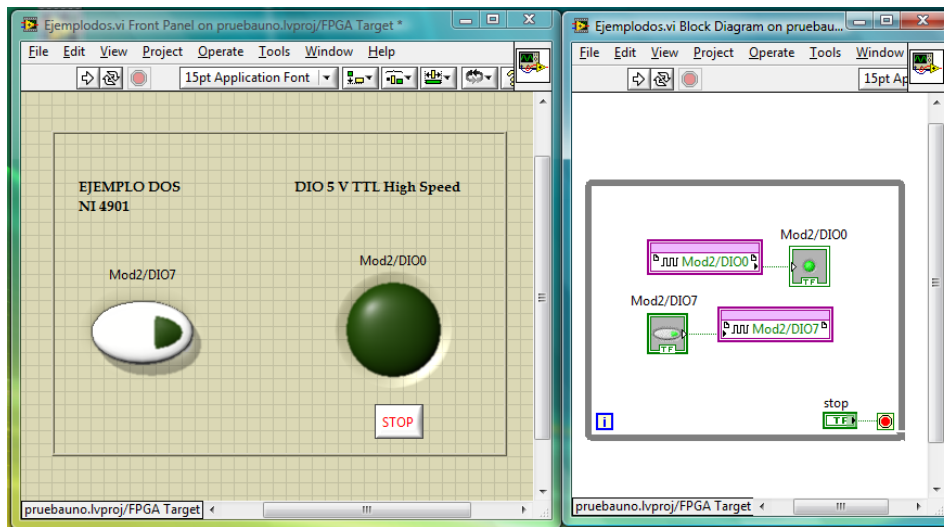 Ejemplodos.vi Front Panel on pruebauno.lvproj/FPGA Target *
File Edit View Project Operate Tools Window Help
15pt Application Font
EJEMPLO DOS
NI 4901
DIO 5 V TTL High Speed
Mod2/DIO7
Mod2/DIO0
STOP
pruebauno.lvproj/FPGA Target
Ejemplodos.vi Block Diagram on pruebau...
File Edit View Project Operate Tools Window
15pt Ap
Mod2/DIO0
Mod2/DIO0
TF
Mod2/DIO7
Mod2/DIO7
TF
stop
TF
i
pruebauno.lvproj/FPGA Target